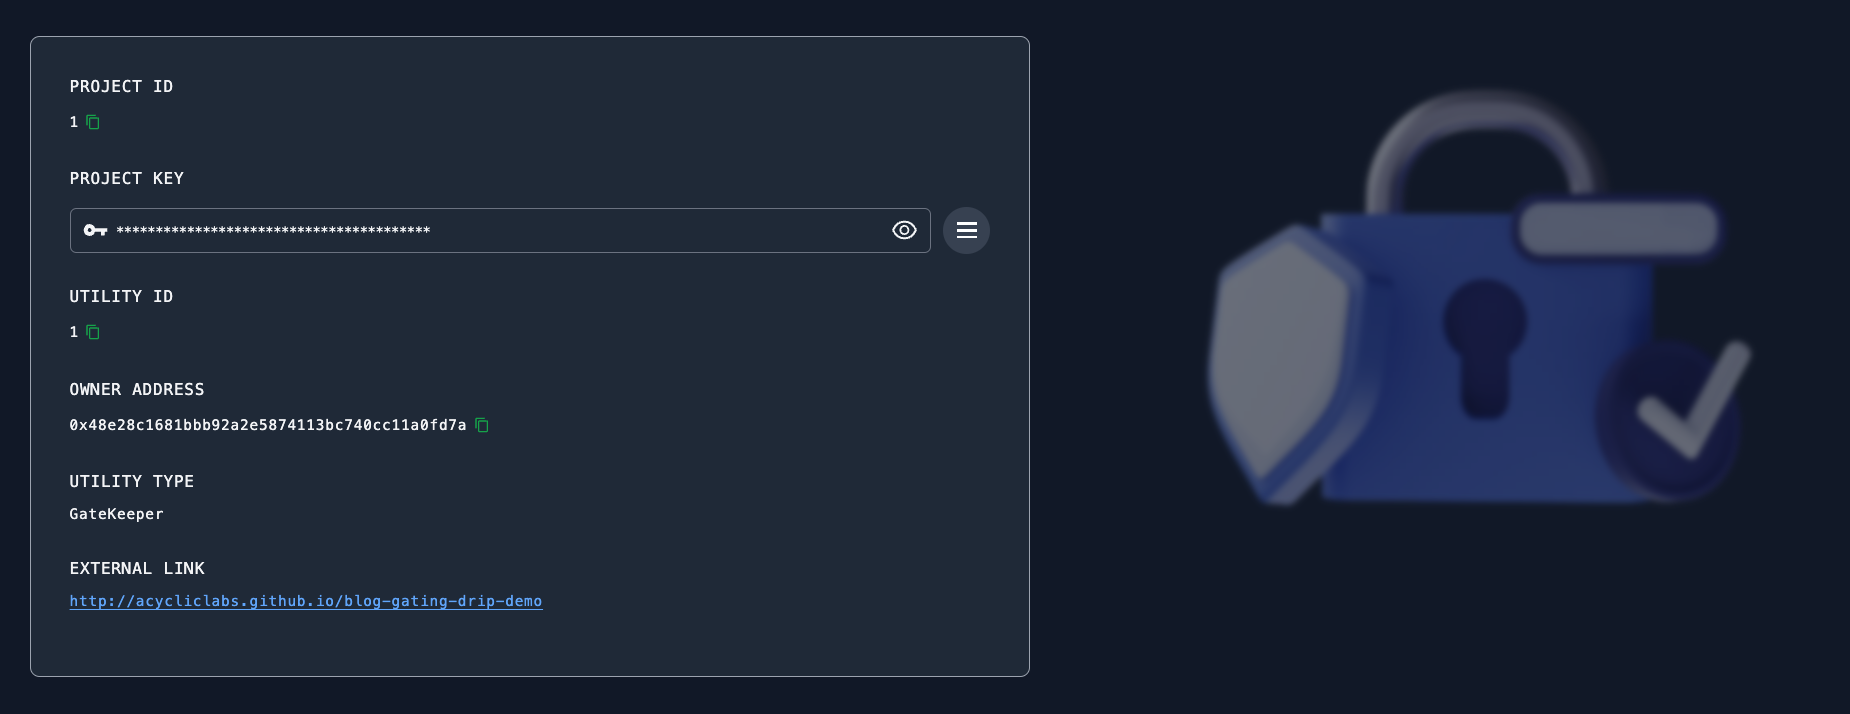 PROJECT ID
1
PROJECT KEY
****************************************
UTILITY ID
1
OWNER ADDRESS
0x48e28c1681bbb92a2e5874113bc740cc11a0fd7a
UTILITY TYPE
GateKeeper
EXTERNAL LINK
http://acycliclabs.github.io/blog-gating-drip-demo